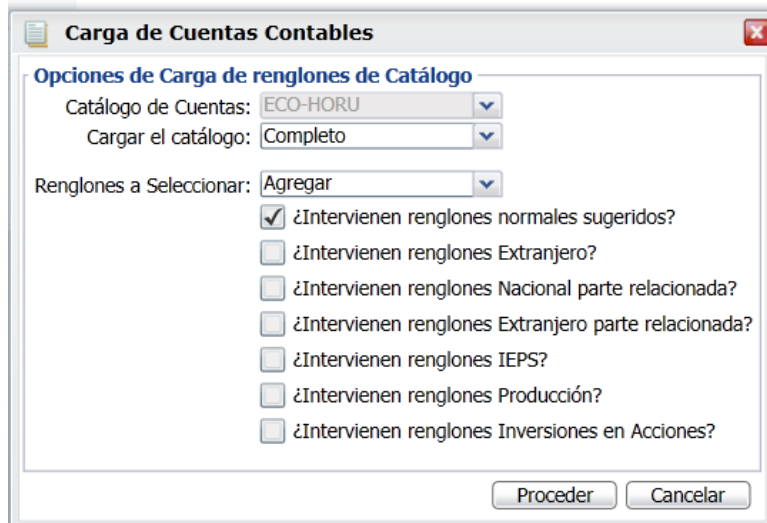 Carga de Cuentas Contables
Opciones de Carga de renglones de Catálogo
Catálogo de Cuentas: ECO-HORU
Cargar el catálogo: Completo
Renglones a Seleccionar: Agregar
¿Intervienen renglones normales sugeridos?
¿Intervienen renglones Extranjero?
¿Intervienen renglones Nacional parte relacionada?
¿Intervienen renglones Extranjero parte relacionada?
¿Intervienen renglones IEPS?
¿Intervienen renglones Producción?
¿Intervienen renglones Inversiones en Acciones?
Proceder Cancelar